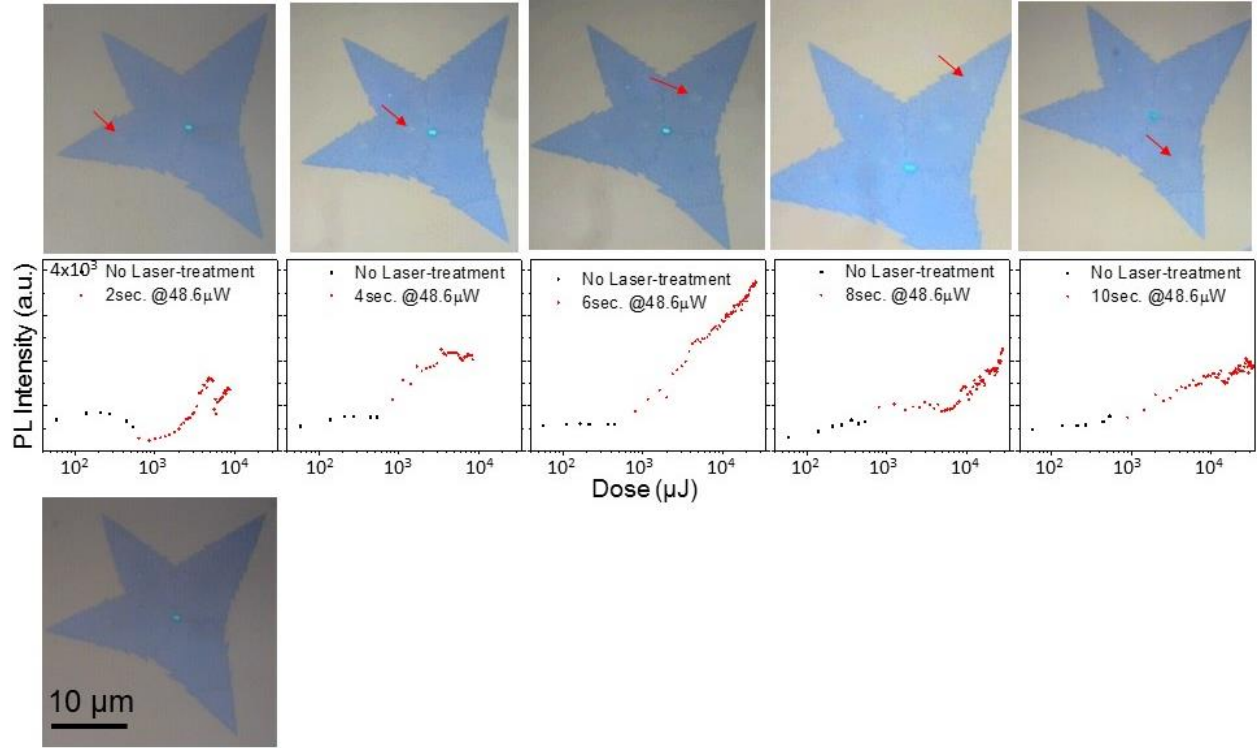 4x10³
No Laser-treatment
2sec. @48.6μW
No Laser-treatment
4sec. @48.6μW
No Laser-treatment
6sec. @48.6μW
No Laser-treatment
8sec. @48.6μW
No Laser-treatment
10sec. @48.6μW
PL Intensity (a.u.)
10² 10³ 10⁴
10² 10³ 10⁴
10² 10³ 10⁴
10² 10³ 10⁴
10² 10³ 10⁴
Dose (μJ)
10 μm